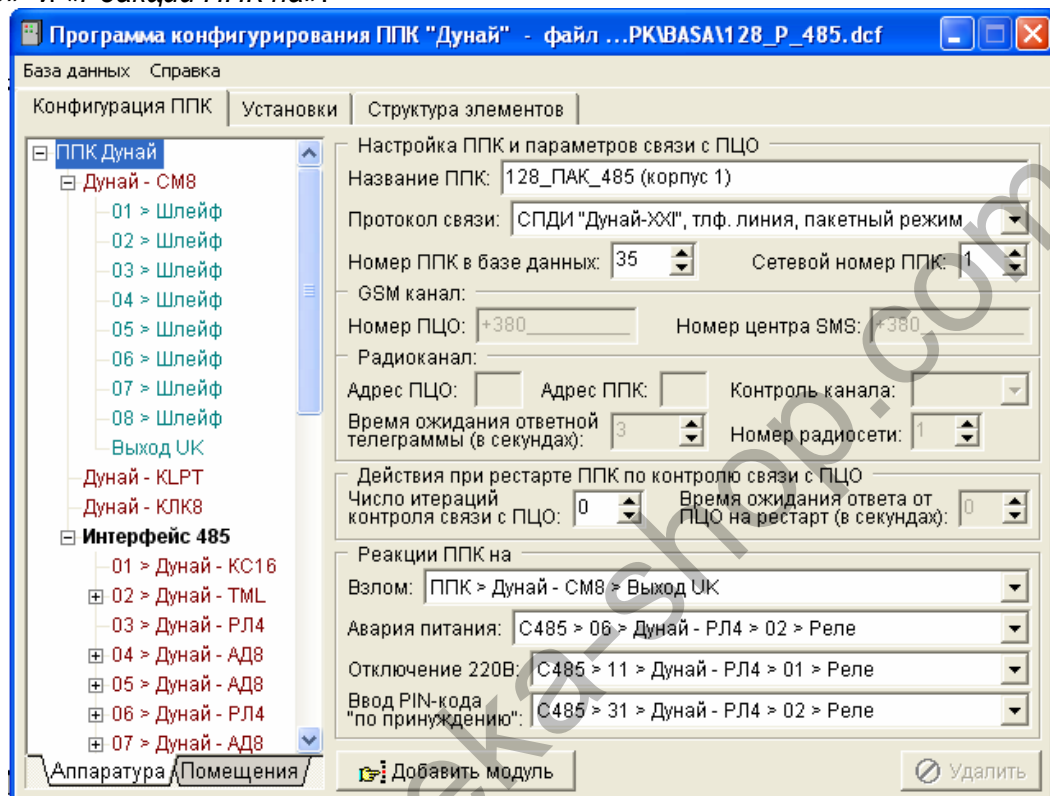 Программа конфигурирования ППК "Дунай" - файл ...PK\BASA\128_P_485.dcf
База данных Справка
Конфигурация ППК Установки Структура элементов
ППК Дунай
Дунай - СМ8
01 > Шлейф
02 > Шлейф
03 > Шлейф
04 > Шлейф
05 > Шлейф
06 > Шлейф
07 > Шлейф
08 > Шлейф
Выход UK
Дунай - KLPT
Дунай - КЛК8
Интерфейс 485
01 > Дунай - КС16
02 > Дунай - TML
03 > Дунай - РЛ4
04 > Дунай - АД8
05 > Дунай - АД8
06 > Дунай - РЛ4
07 > Дунай - АД8
Аппаратура Помещения
Настройка ППК и параметров связи с ПЦО
Название ППК: 128_ПАК_485 (корпус 1)
Протокол связи: СПДИ "Дунай-XXI", тлф. линия, пакетный режим
Номер ППК в базе данных: 35 Сетевой номер ППК: 1
GSM канал:
Номер ПЦО: +380________ Номер центра SMS: +380________
Радиоканал:
Адрес ПЦО: Адрес ППК: Контроль канала:
Время ожидания ответной
телеграммы (в секундах): 3 Номер радиосети: 1
Действия при рестарте ППК по контролю связи с ПЦО
Число итераций
контроля связи с ПЦО: 0
Время ожидания ответа от
ПЦО на рестарт (в секундах): 0
Реакции ППК на
Взлом: ППК > Дунай - СМ8 > Выход UK
Авария питания: С485 > 06 > Дунай - РЛ4 > 02 > Реле
Отключение 220В: С485 > 11 > Дунай - РЛ4 > 01 > Реле
Ввод PIN-кода
"по принуждению": С485 > 31 > Дунай - РЛ4 > 02 > Реле
Добавить модуль Удалить
eka-shop.com